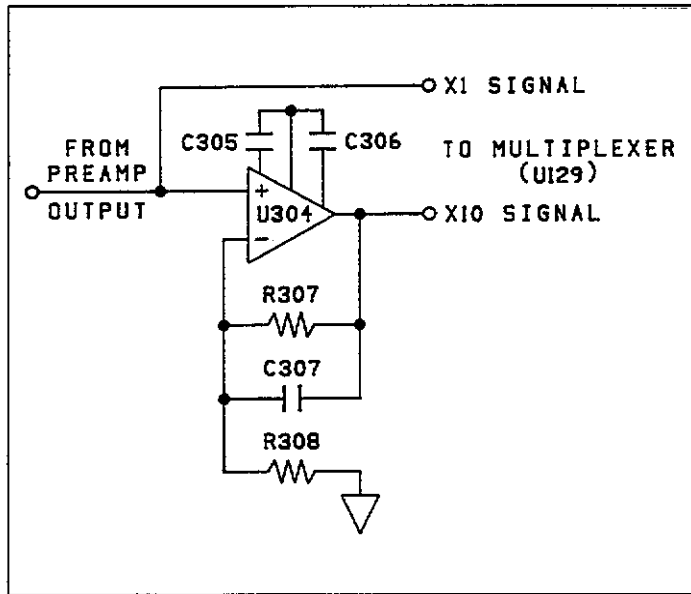 X1 SIGNAL
C305
C306
FROM
PREAMP
OUTPUT
TO MULTIPLEXER
(U129)
+
U304
−
X10 SIGNAL
R307
C307
R308